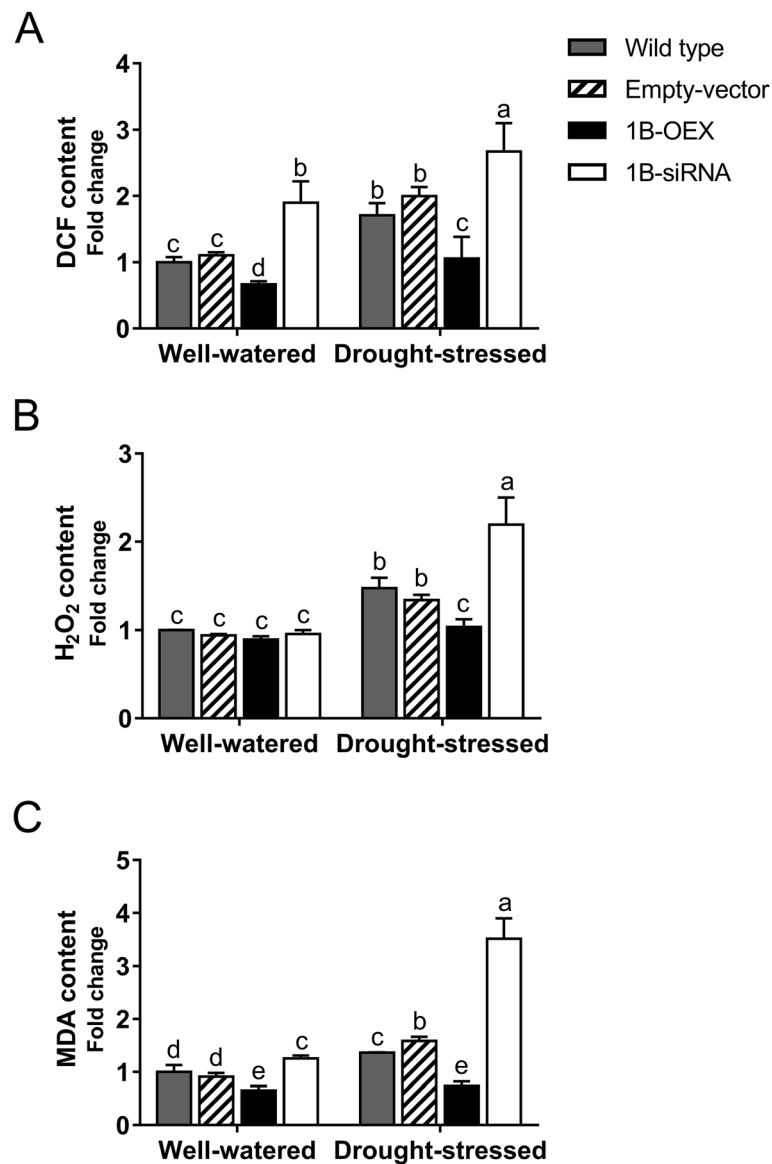 A
Wild type
Empty-vector
1B-OEX
1B-siRNA
DCF content
Fold change
4
3
2
1
0
c c d b b b c a
Well-watered Drought-stressed
B
H₂O₂ content
Fold change
3
2
1
0
c c c c b b c a
Well-watered Drought-stressed
C
MDA content
Fold change
5
4
3
2
1
0
d d e c c b e a
Well-watered Drought-stressed